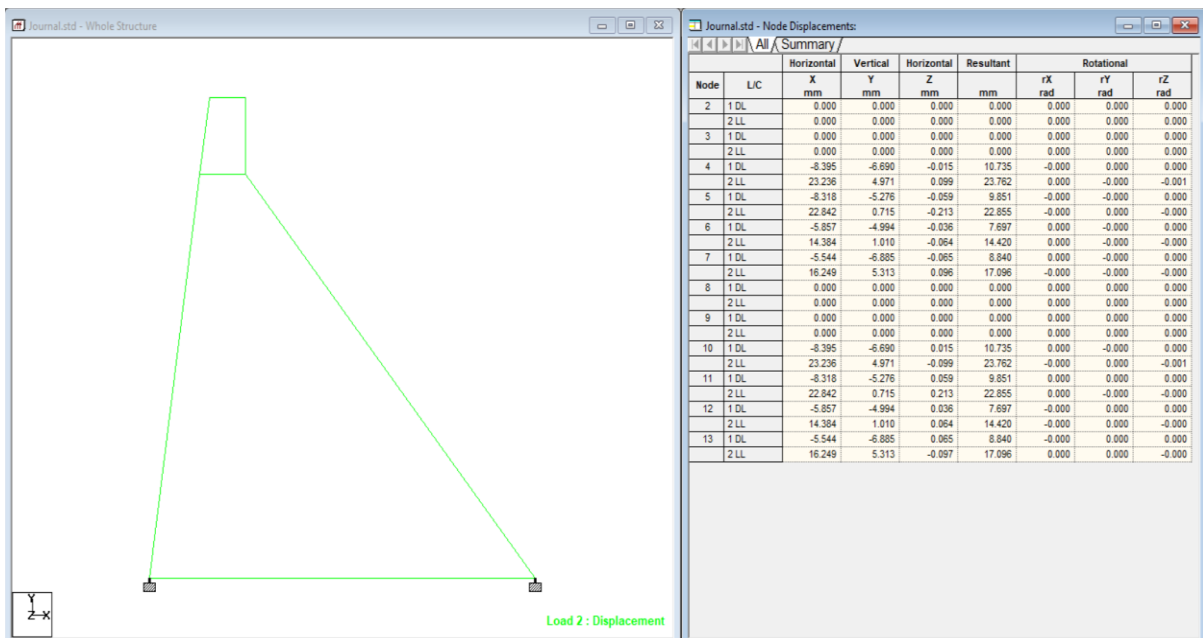 Journal.std - Whole Structure
Y
Z X
Load 2 : Displacement
Journal.std - Node Displacements:
All Summary
Horizontal Vertical Horizontal Resultant Rotational
Node L/C X mm Y mm Z mm mm rX rad rY rad rZ rad
2 1 DL 0.000 0.000 0.000 0.000 0.000 0.000 0.000
2 LL 0.000 0.000 0.000 0.000 0.000 0.000 0.000
3 1 DL 0.000 0.000 0.000 0.000 0.000 0.000 0.000
2 LL 0.000 0.000 0.000 0.000 0.000 0.000 0.000
4 1 DL -8.395 -6.690 -0.015 10.735 -0.000 0.000 0.000
2 LL 23.236 4.971 0.099 23.762 0.000 -0.000 -0.001
5 1 DL -8.318 -5.276 -0.059 9.851 -0.000 0.000 0.000
2 LL 22.842 0.715 -0.213 22.855 -0.000 0.000 -0.000
6 1 DL -5.857 -4.994 -0.036 7.697 0.000 -0.000 0.000
2 LL 14.384 1.010 -0.064 14.420 0.000 -0.000 -0.000
7 1 DL -5.544 -6.885 -0.065 8.840 0.000 -0.000 0.000
2 LL 16.249 5.313 0.096 17.096 -0.000 -0.000 -0.000
8 1 DL 0.000 0.000 0.000 0.000 0.000 0.000 0.000
2 LL 0.000 0.000 0.000 0.000 0.000 0.000 0.000
9 1 DL 0.000 0.000 0.000 0.000 0.000 0.000 0.000
2 LL 0.000 0.000 0.000 0.000 0.000 0.000 0.000
10 1 DL -8.395 -6.690 0.015 10.735 0.000 -0.000 0.000
2 LL 23.236 4.971 -0.099 23.762 -0.000 0.000 -0.001
11 1 DL -8.318 -5.276 0.059 9.851 0.000 0.000 0.000
2 LL 22.842 0.715 0.213 22.855 0.000 -0.000 -0.000
12 1 DL -5.857 -4.994 0.036 7.697 -0.000 0.000 0.000
2 LL 14.384 1.010 0.064 14.420 -0.000 0.000 -0.000
13 1 DL -5.544 -6.885 0.065 8.840 -0.000 0.000 0.000
2 LL 16.249 5.313 -0.097 17.096 0.000 0.000 -0.000